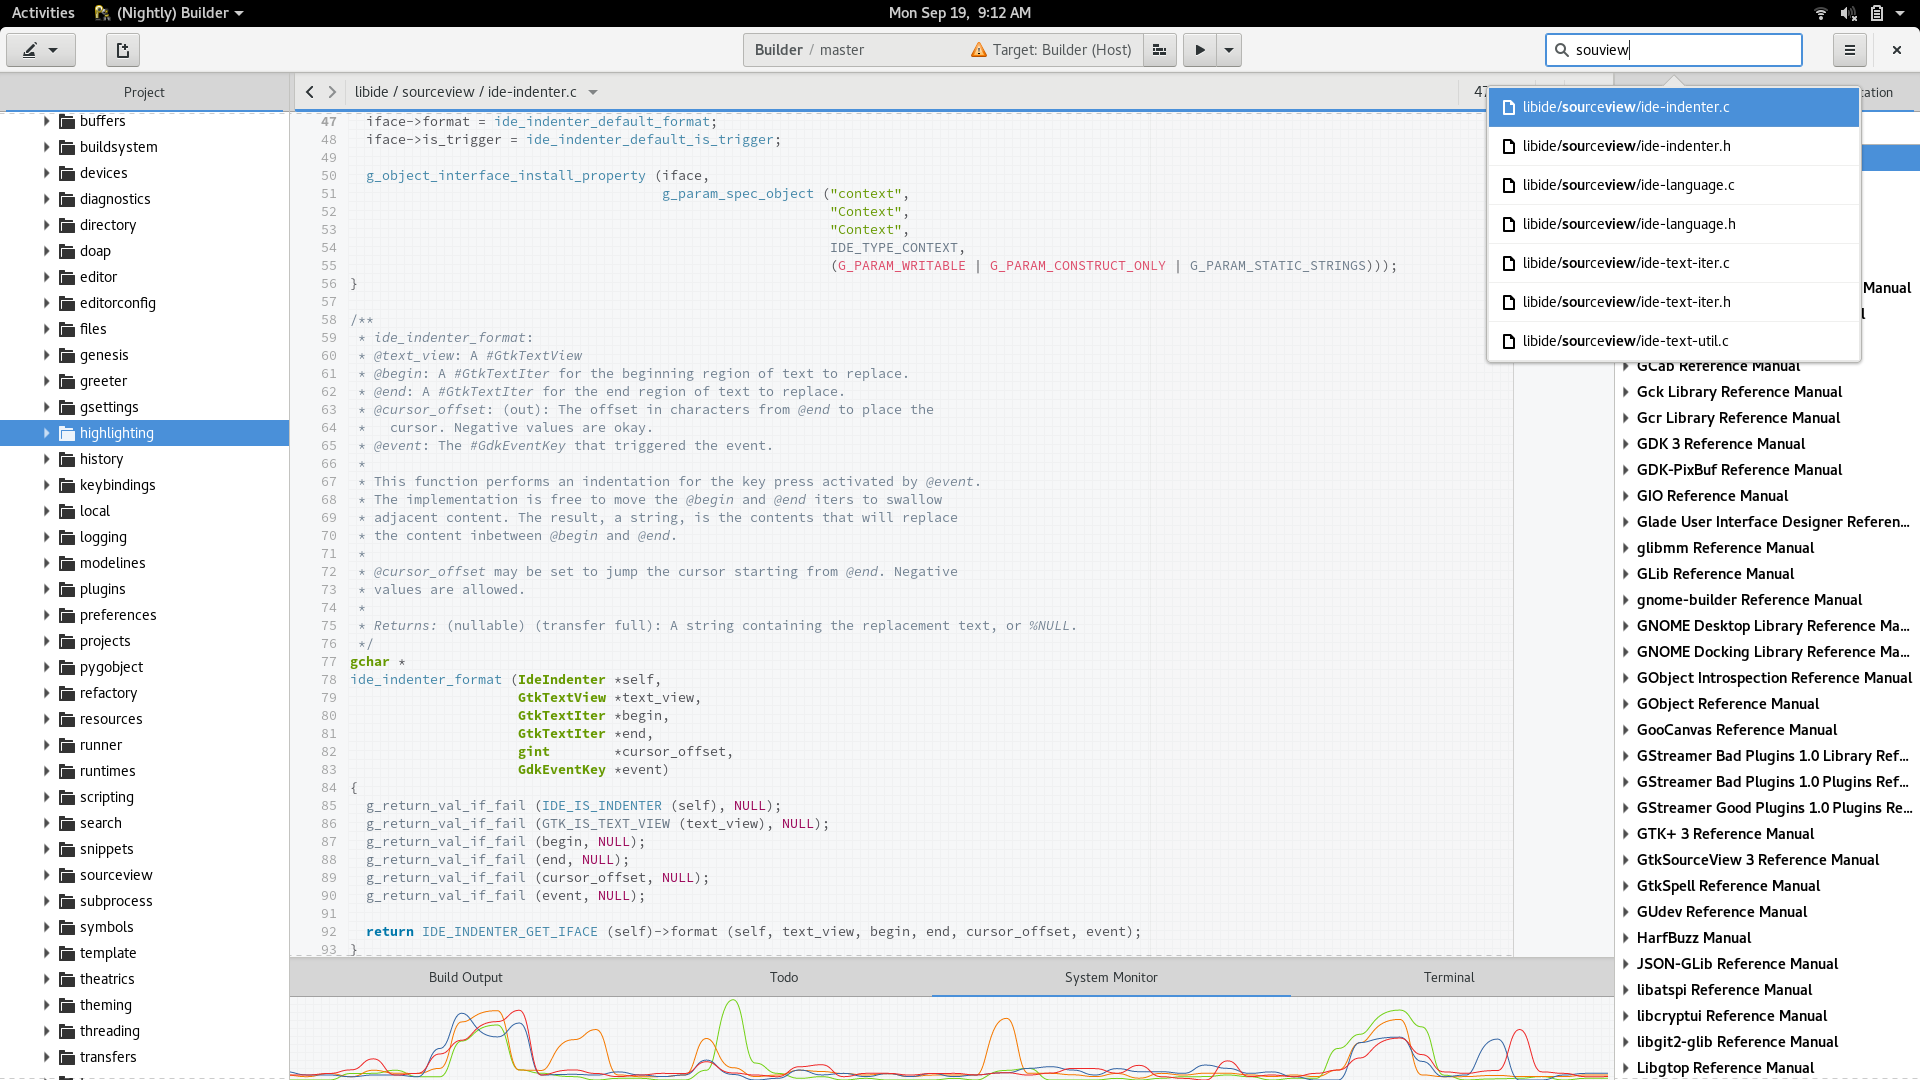 Activities (Nightly) Builder Mon Sep 19, 9:12 AM
Builder / master Target: Builder (Host) souview
Project
buffers
buildsystem
devices
diagnostics
directory
doap
editor
editorconfig
files
genesis
greeter
gsettings
highlighting
history
keybindings
local
logging
modelines
plugins
preferences
projects
pygobject
refactory
resources
runner
runtimes
scripting
search
snippets
sourceview
subprocess
symbols
template
theatrics
theming
threading
transfers
libide / sourceview / ide-indenter.c
47 iface->format = ide_indenter_default_format;
48 iface->is_trigger = ide_indenter_default_is_trigger;
49
50 g_object_interface_install_property (iface,
51 g_param_spec_object ("context",
52 "Context",
53 "Context",
54 IDE_TYPE_CONTEXT,
55 (G_PARAM_WRITABLE | G_PARAM_CONSTRUCT_ONLY | G_PARAM_STATIC_STRINGS)));
56 }
57
58 /**
59 * ide_indenter_format:
60 * @text_view: A #GtkTextView
61 * @begin: A #GtkTextIter for the beginning region of text to replace.
62 * @end: A #GtkTextIter for the end region of text to replace.
63 * @cursor_offset: (out): The offset in characters from @end to place the
64 * cursor. Negative values are okay.
65 * @event: The #GdkEventKey that triggered the event.
66 *
67 * This function performs an indentation for the key press activated by @event.
68 * The implementation is free to move the @begin and @end iters to swallow
69 * adjacent content. The result, a string, is the contents that will replace
70 * the content inbetween @begin and @end.
71 *
72 * @cursor_offset may be set to jump the cursor starting from @end. Negative
73 * values are allowed.
74 *
75 * Returns: (nullable) (transfer full): A string containing the replacement text, or %NULL.
76 */
77 gchar *
78 ide_indenter_format (IdeIndenter *self,
79 GtkTextView *text_view,
80 GtkTextIter *begin,
81 GtkTextIter *end,
82 gint *cursor_offset,
83 GdkEventKey *event)
84 {
85 g_return_val_if_fail (IDE_IS_INDENTER (self), NULL);
86 g_return_val_if_fail (GTK_IS_TEXT_VIEW (text_view), NULL);
87 g_return_val_if_fail (begin, NULL);
88 g_return_val_if_fail (end, NULL);
89 g_return_val_if_fail (cursor_offset, NULL);
90 g_return_val_if_fail (event, NULL);
91
92 return IDE_INDENTER_GET_IFACE (self)->format (self, text_view, begin, end, cursor_offset, event);
93 }
Build Output Todo System Monitor Terminal
libide/sourceview/ide-indenter.c
libide/sourceview/ide-indenter.h
libide/sourceview/ide-language.c
libide/sourceview/ide-language.h
libide/sourceview/ide-text-iter.c
libide/sourceview/ide-text-iter.h
libide/sourceview/ide-text-util.c
Manual
GCab Reference Manual
Gck Library Reference Manual
Gcr Library Reference Manual
GDK 3 Reference Manual
GDK-PixBuf Reference Manual
GIO Reference Manual
Glade User Interface Designer Referen...
glibmm Reference Manual
GLib Reference Manual
gnome-builder Reference Manual
GNOME Desktop Library Reference Ma...
GNOME Docking Library Reference Ma...
GObject Introspection Reference Manual
GObject Reference Manual
GooCanvas Reference Manual
GStreamer Bad Plugins 1.0 Library Ref...
GStreamer Bad Plugins 1.0 Plugins Ref...
GStreamer Good Plugins 1.0 Plugins Re...
GTK+ 3 Reference Manual
GtkSourceView 3 Reference Manual
GtkSpell Reference Manual
GUdev Reference Manual
HarfBuzz Manual
JSON-GLib Reference Manual
libatspi Reference Manual
libcryptui Reference Manual
libgit2-glib Reference Manual
Libgtop Reference Manual